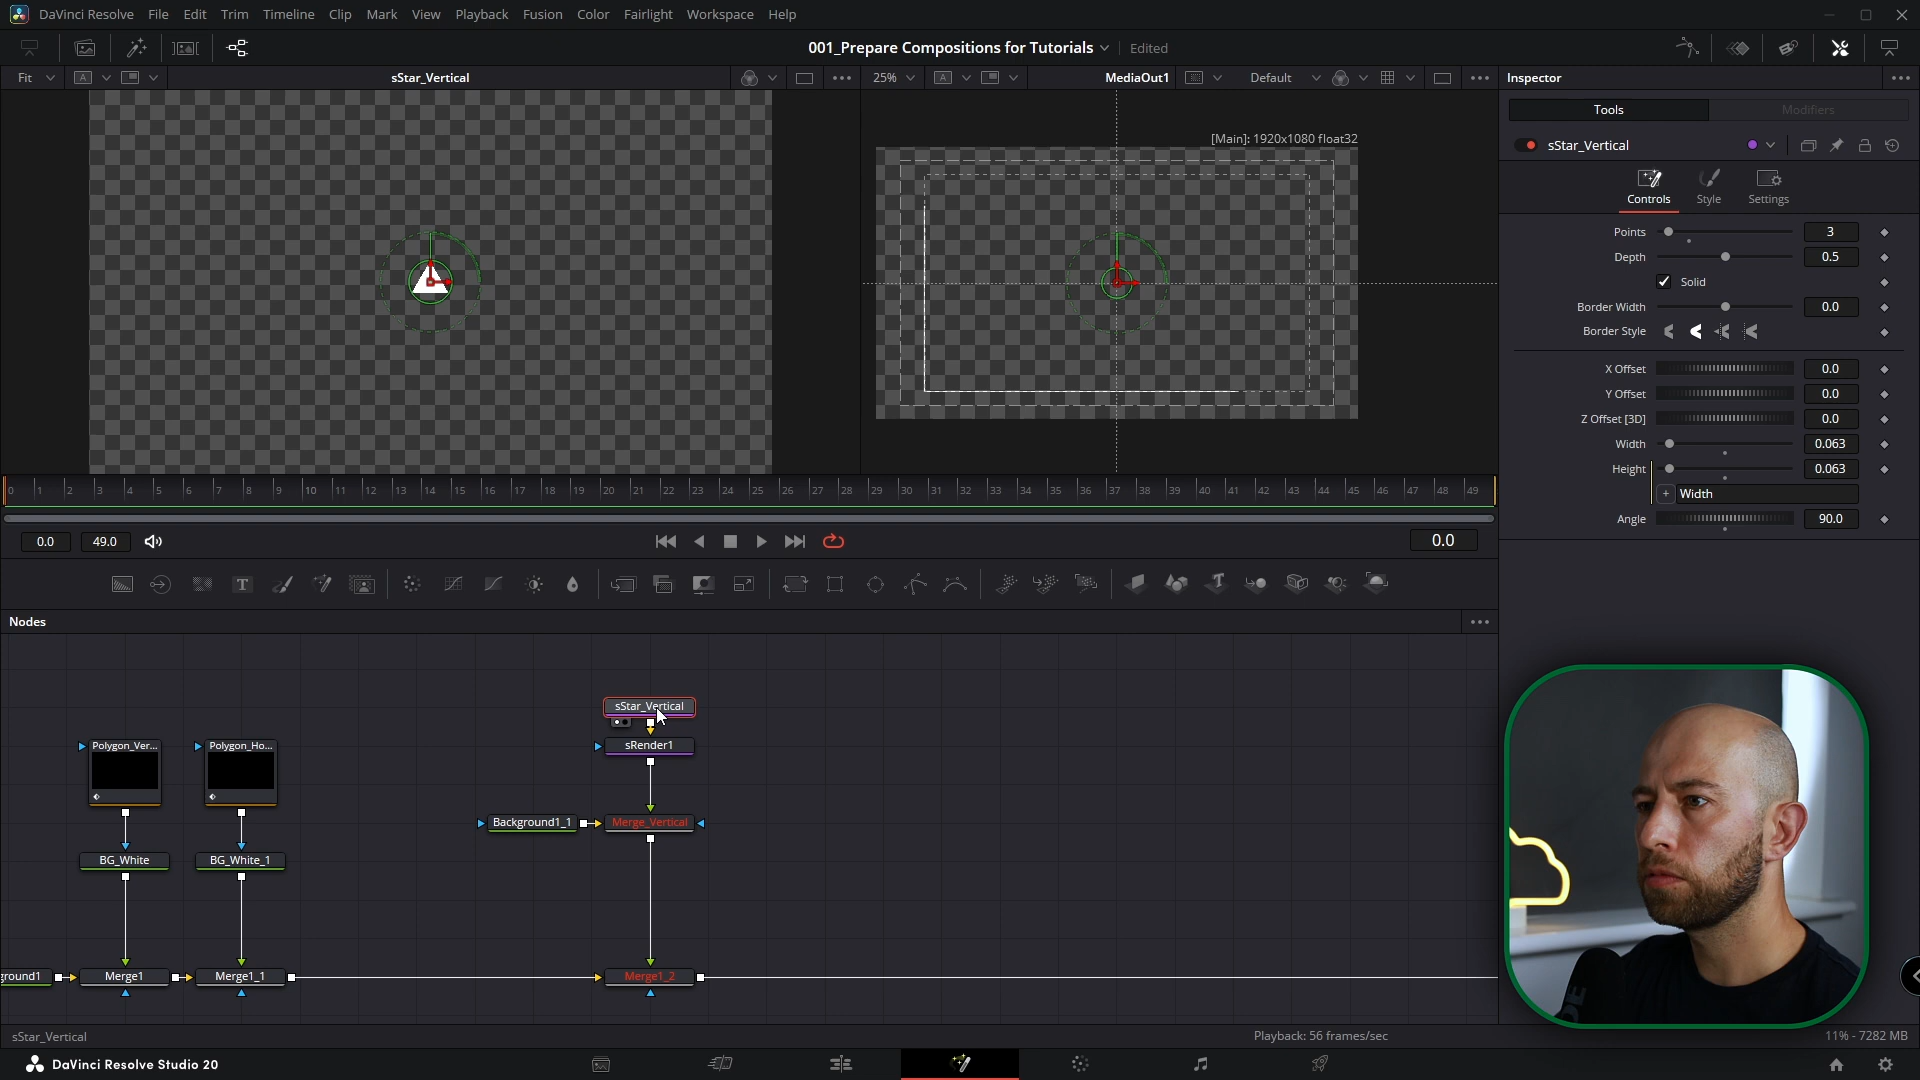 DaVinci Resolve File Edit Trim Timeline Clip Mark View Playback Fusion Color Fairlight Workspace Help
001_Prepare Compositions for Tutorials Edited
Fit A sStar_Vertical 25% A MediaOut1 Default Inspector
Tools Modifiers
[Main]: 1920x1080 float32
sStar_Vertical
Controls Style Settings
Points 3
Depth 0.5
Solid
Border Width 0.0
Border Style
X Offset 0.0
Y Offset 0.0
Z Offset [3D] 0.0
Width 0.063
Height 0.063
Width
Angle 90.0
0 1 2 3 4 5 6 7 8 9 10 11 12 13 14 15 16 17 18 19 20 21 22 23 24 25 26 27 28 29 30 31 32 33 34 35 36 37 38 39 40 41 42 43 44 45 46 47 48 49
0.0 49.0 0.0
T
Nodes
sStar_Vertical
Polygon_Ver... Polygon_Ho... sRender1
Background1_1 Merge_Vertical
BG_White BG_White_1
ground1 Merge1 Merge1_1 Merge1_2
sStar_Vertical Playback: 56 frames/sec 11% - 7282 MB
DaVinci Resolve Studio 20